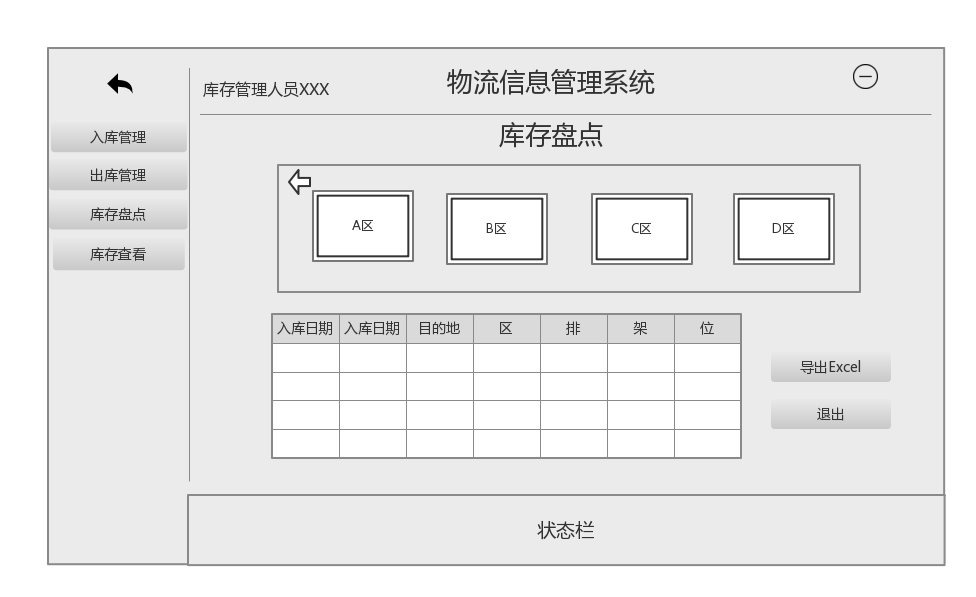 物流信息管理系统
库存管理人员XXX
库存盘点
入库管理
出库管理
库存盘点
库存查看
A区 B区 C区 D区
入库日期 入库日期 目的地 区 排 架 位
导出Excel
退出
状态栏